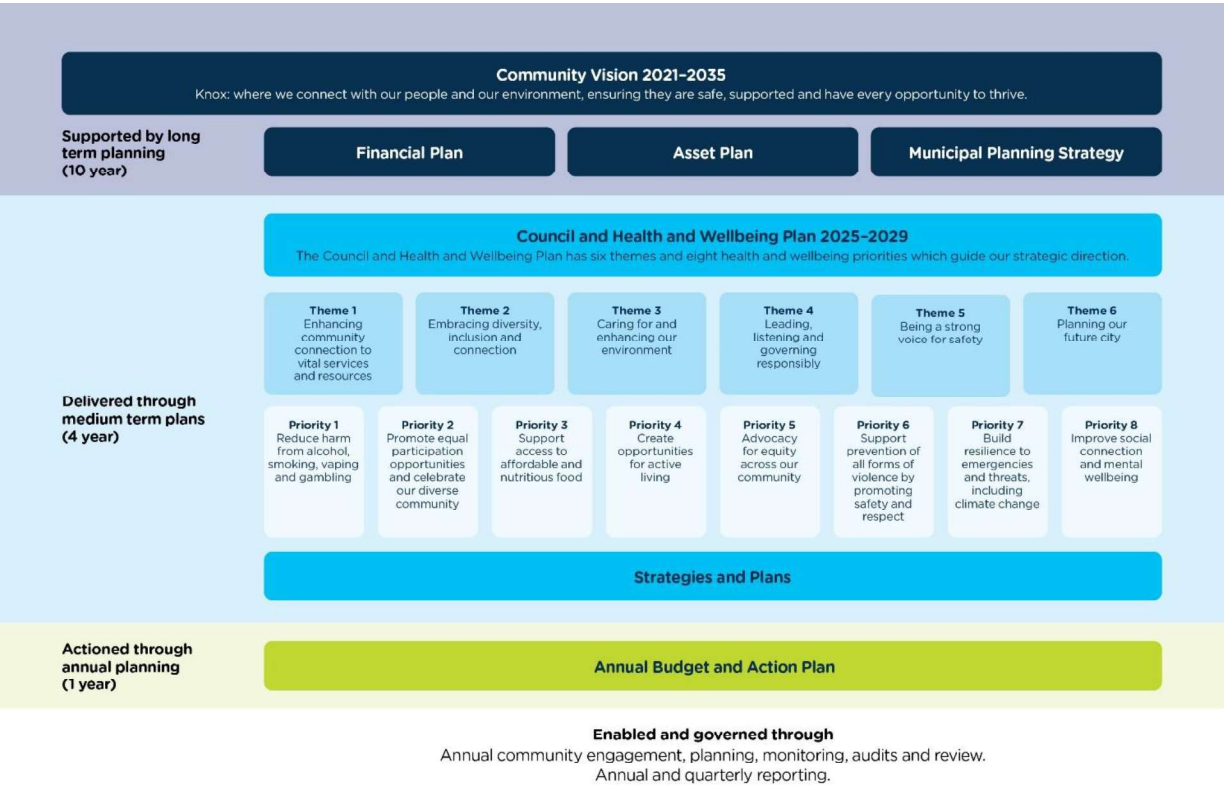 Community Vision 2021–2035
Knox: where we connect with our people and our environment, ensuring they are safe, supported and have every opportunity to thrive.
Supported by long
term planning
(10 year)
Financial Plan
Asset Plan
Municipal Planning Strategy
Council and Health and Wellbeing Plan 2025–2029
The Council and Health and Wellbeing Plan has six themes and eight health and wellbeing priorities which guide our strategic direction.
Delivered through
medium term plans
(4 year)
Theme 1
Enhancing
community
connection to
vital services
and resources
Theme 2
Embracing diversity,
inclusion and
connection
Theme 3
Caring for and
enhancing our
environment
Theme 4
Leading,
listening and
governing
responsibly
Theme 5
Being a strong
voice for safety
Theme 6
Planning our
future city
Priority 1
Reduce harm
from alcohol,
smoking, vaping
and gambling
Priority 2
Promote equal
participation
opportunities
and celebrate
our diverse
community
Priority 3
Support
access to
affordable and
nutritious food
Priority 4
Create
opportunities
for active
living
Priority 5
Advocacy
for equity
across our
community
Priority 6
Support
prevention of
all forms of
violence by
promoting
safety and
respect
Priority 7
Build
resilience to
emergencies
and threats,
including
climate change
Priority 8
Improve social
connection
and mental
wellbeing
Strategies and Plans
Actioned through
annual planning
(1 year)
Annual Budget and Action Plan
Enabled and governed through
Annual community engagement, planning, monitoring, audits and review.
Annual and quarterly reporting.